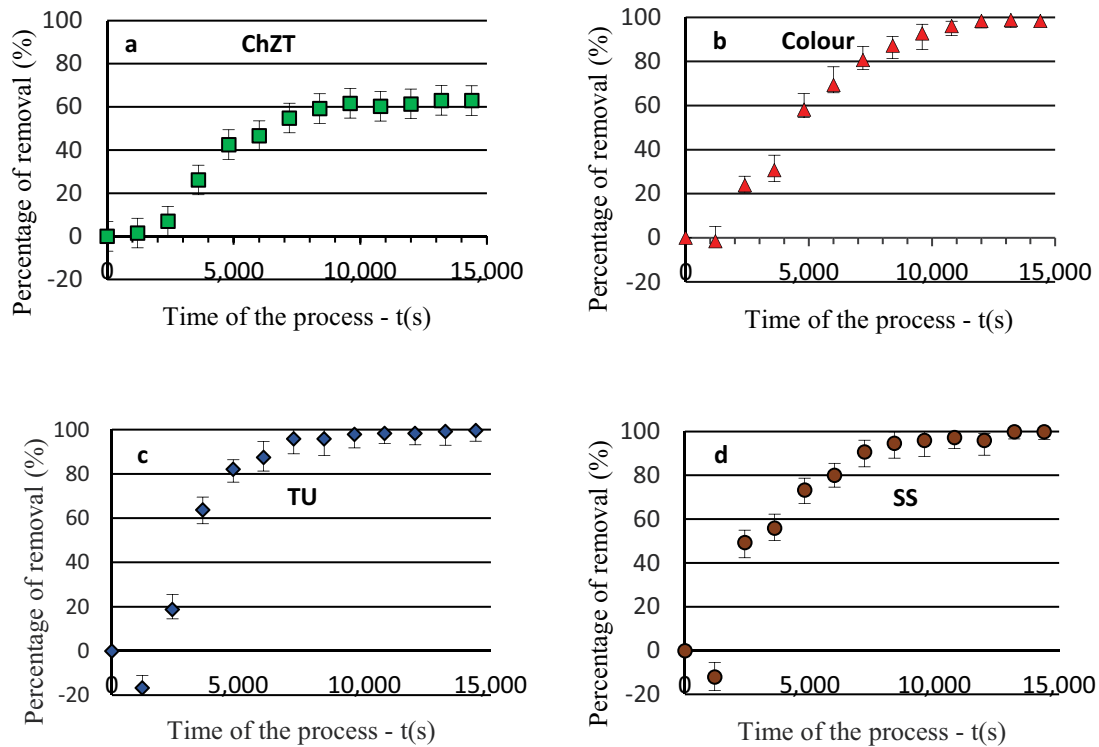 Percentage of removal (%)
a
ChZT
100
80
60
40
20
0
-20
0
5,000
10,000
15,000
Time of the process - t(s)
Percentage of removal (%)
b
Colour
100
80
60
40
20
0
-20
0
5,000
10,000
15,000
Time of the process - t(s)
Percentage of removal (%)
c
TU
100
80
60
40
20
0
-20
0
5,000
10,000
15,000
Time of the process - t(s)
Percentage of removal (%)
d
SS
100
80
60
40
20
0
-20
0
5,000
10,000
15,000
Time of the process - t(s)